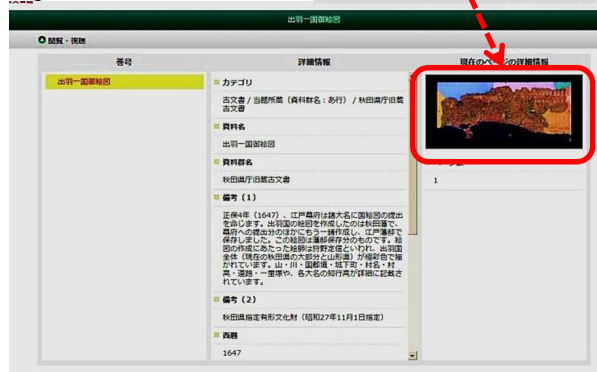 出羽一国御絵図
閲覧・視聴
番号
詳細情報
現在のページの詳細情報
出羽一国御絵図
カテゴリ
古文書 / 当館所蔵（資料群名：あ行） / 秋田県庁旧蔵
古文書
資料名
出羽一国御絵図
資料群名
秋田県庁旧蔵古文書
備考（1）
正保4年（1647）、江戸幕府は諸大名に国絵図の提出
を命じます。出羽国の絵図を作成したのは秋田藩で、
幕府への提出分のほかにもう一鋪作成し、江戸藩邸で
保存しました。この絵図は藩邸保存分のものです。絵
図の作成にあたった絵師は狩野定信といわれ、出羽国
全体（現在の秋田県の大部分と山形県）が極彩色で描
かれています。山・川・国郡境・城下町・村名・村
高・道路・一里塚や、各大名の知行高が詳細に記載さ
れています。
備考（2）
秋田県指定有形文化財（昭和27年11月1日指定）
西暦
1647
1